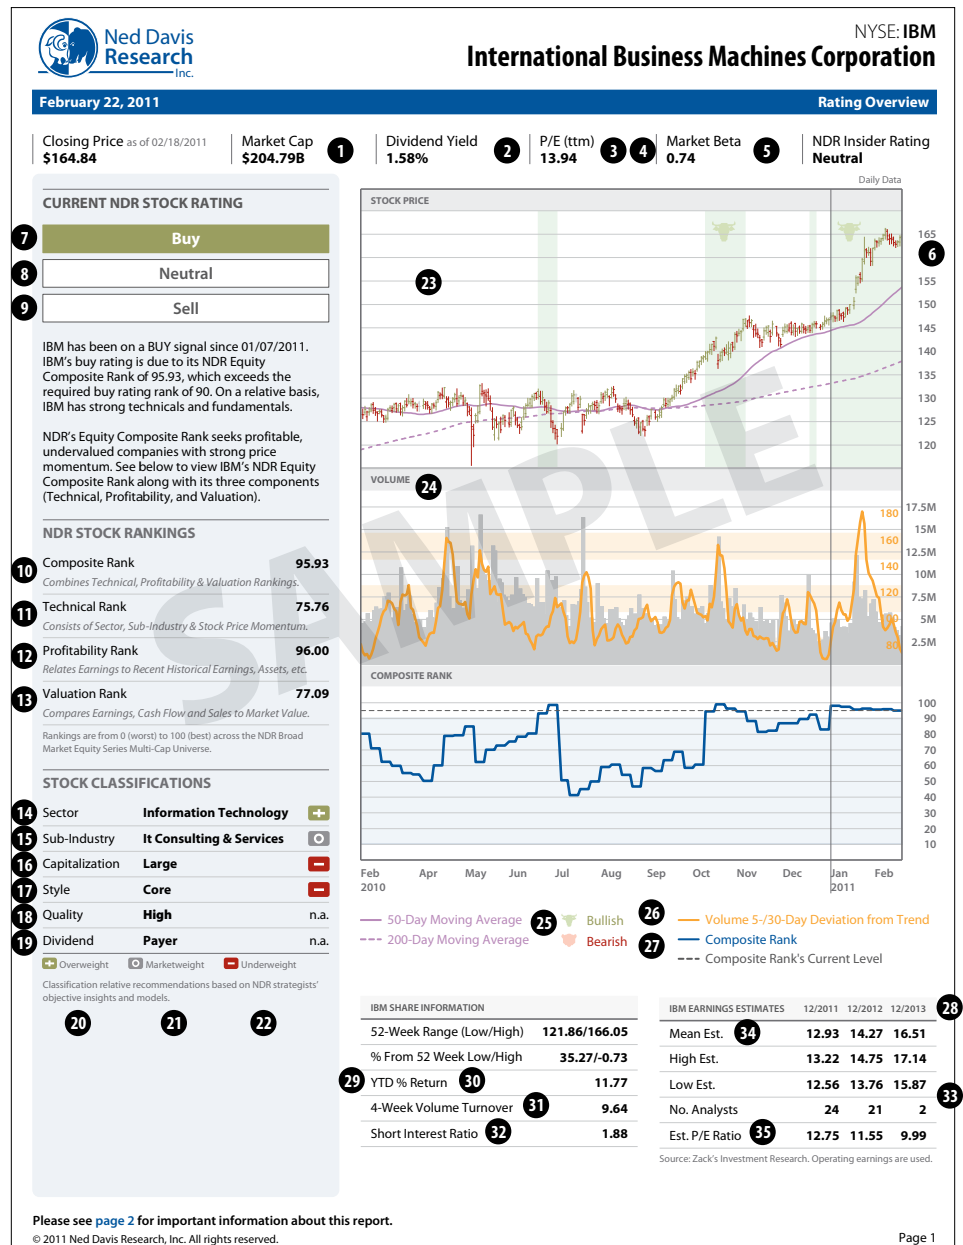 Ned Davis
Research
Inc.
NYSE: IBM
International Business Machines Corporation
February 22, 2011
Rating Overview
Closing Price as of 02/18/2011
$164.84
Market Cap
$204.79B
1
Dividend Yield
1.58%
2
P/E (ttm)
13.94
3
4
Market Beta
0.74
5
NDR Insider Rating
Neutral
CURRENT NDR STOCK RATING
7
Buy
8
Neutral
9
Sell
IBM has been on a BUY signal since 01/07/2011.
IBM's buy rating is due to its NDR Equity
Composite Rank of 95.93, which exceeds the
required buy rating rank of 90. On a relative basis,
IBM has strong technicals and fundamentals.
NDR's Equity Composite Rank seeks profitable,
undervalued companies with strong price
momentum. See below to view IBM's NDR Equity
Composite Rank along with its three components
(Technical, Profitability, and Valuation).
NDR STOCK RANKINGS
10
Composite Rank 95.93
Combines Technical, Profitability & Valuation Rankings.
11
Technical Rank 75.76
Consists of Sector, Sub-Industry & Stock Price Momentum.
12
Profitability Rank 96.00
Relates Earnings to Recent Historical Earnings, Assets, etc.
13
Valuation Rank 77.09
Compares Earnings, Cash Flow and Sales to Market Value.
Rankings are from 0 (worst) to 100 (best) across the NDR Broad
Market Equity Series Multi-Cap Universe.
STOCK CLASSIFICATIONS
14 Sector Information Technology +
15 Sub-Industry It Consulting & Services O
16 Capitalization Large −
17 Style Core −
18 Quality High n.a.
19 Dividend Payer n.a.
+ Overweight O Marketweight − Underweight
Classification relative recommendations based on NDR strategists'
objective insights and models.
20 21 22
Daily Data
STOCK PRICE
23
165
6
155
150
145
140
135
130
125
120
VOLUME
24
17.5M
15M
12.5M
10M
7.5M
5M
2.5M
180
160
140
120
80
COMPOSITE RANK
100
90
80
70
60
50
40
30
20
10
Feb Apr May Jun Jul Aug Sep Oct Nov Dec Jan Feb
2010 2011
SAMPLE
50-Day Moving Average
200-Day Moving Average
25
Bullish
Bearish
26
27
Volume 5-/30-Day Deviation from Trend
Composite Rank
Composite Rank's Current Level
IBM SHARE INFORMATION
52-Week Range (Low/High) 121.86/166.05
% From 52 Week Low/High 35.27/-0.73
29 YTD % Return 30 11.77
4-Week Volume Turnover 31 9.64
Short Interest Ratio 32 1.88
IBM EARNINGS ESTIMATES 12/2011 12/2012 12/2013 28
Mean Est. 34 12.93 14.27 16.51
High Est. 13.22 14.75 17.14
Low Est. 12.56 13.76 15.87
33
No. Analysts 24 21 2
Est. P/E Ratio 35 12.75 11.55 9.99
Source: Zack's Investment Research. Operating earnings are used.
Please see page 2 for important information about this report.
© 2011 Ned Davis Research, Inc. All rights reserved.
Page 1